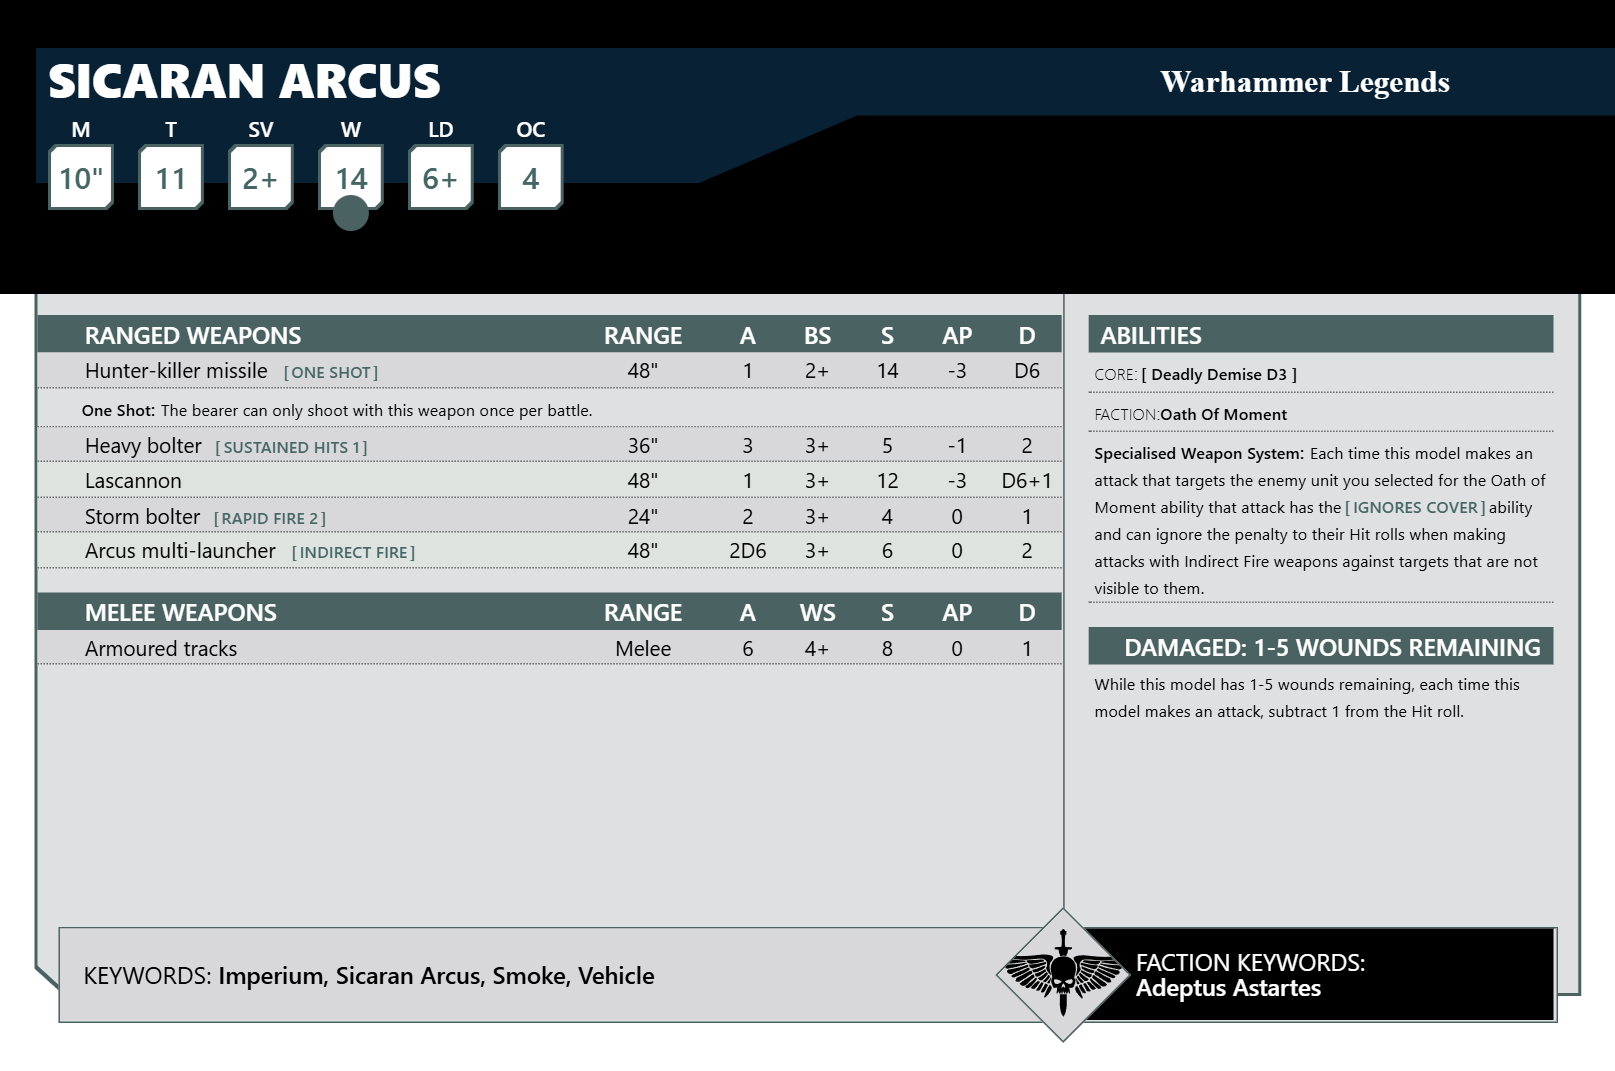 SICARAN ARCUS
Warhammer Legends
M T SV W LD OC
10" 11 2+ 14 6+ 4
RANGED WEAPONS RANGE A BS S AP D
Hunter-killer missile [ONE SHOT] 48" 1 2+ 14 -3 D6
One Shot: The bearer can only shoot with this weapon once per battle.
Heavy bolter [SUSTAINED HITS 1] 36" 3 3+ 5 -1 2
Lascannon 48" 1 3+ 12 -3 D6+1
Storm bolter [RAPID FIRE 2] 24" 2 3+ 4 0 1
Arcus multi-launcher [INDIRECT FIRE] 48" 2D6 3+ 6 0 2
MELEE WEAPONS RANGE A WS S AP D
Armoured tracks Melee 6 4+ 8 0 1
ABILITIES
CORE: [ Deadly Demise D3 ]
FACTION:Oath Of Moment
Specialised Weapon System: Each time this model makes an
attack that targets the enemy unit you selected for the Oath of
Moment ability that attack has the [IGNORES COVER] ability
and can ignore the penalty to their Hit rolls when making
attacks with Indirect Fire weapons against targets that are not
visible to them.
DAMAGED: 1-5 WOUNDS REMAINING
While this model has 1-5 wounds remaining, each time this
model makes an attack, subtract 1 from the Hit roll.
KEYWORDS: Imperium, Sicaran Arcus, Smoke, Vehicle
FACTION KEYWORDS:
Adeptus Astartes